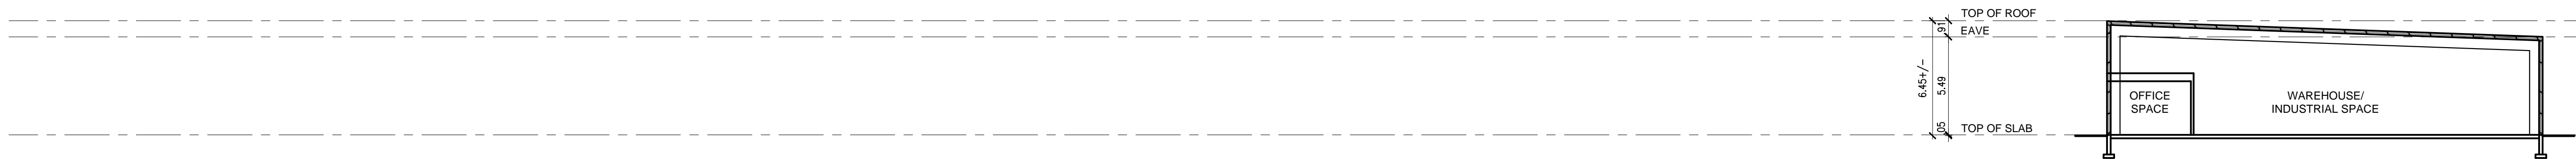 TOP OF ROOF
.91
EAVE
6.45+/–
5.49
OFFICE
SPACE
WAREHOUSE/
INDUSTRIAL SPACE
.05
TOP OF SLAB